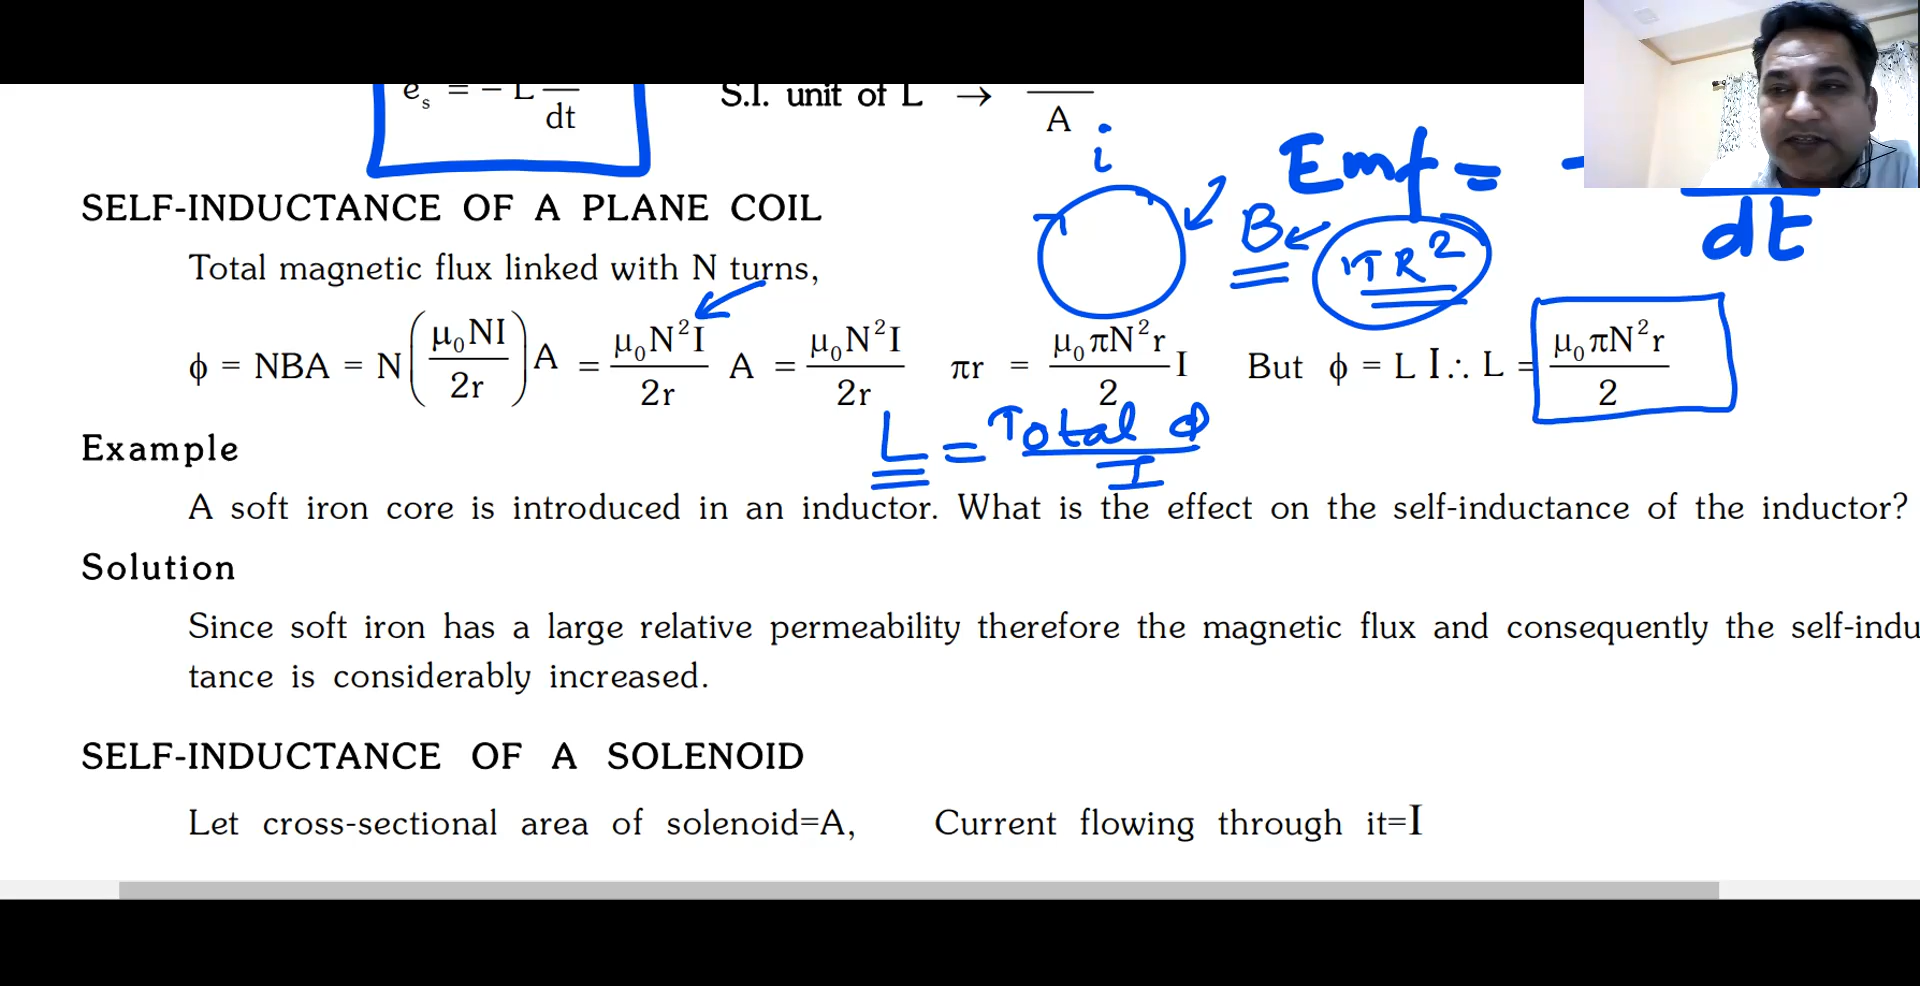 eₛ = − L ― dt S.I. unit of L → ― A
i
Emf = − ― dt
SELF-INDUCTANCE OF A PLANE COIL
B
πR²
Total magnetic flux linked with N turns,
ϕ = NBA = N(μ₀NI/2r)A = μ₀N²I/2r A = μ₀N²I/2r πr = μ₀πN²r/2 I But ϕ = L I ∴ L = μ₀πN²r/2
L = Total ϕ/I
Example
A soft iron core is introduced in an inductor. What is the effect on the self-inductance of the inductor?
Solution
Since soft iron has a large relative permeability therefore the magnetic flux and consequently the self-indu
tance is considerably increased.
SELF-INDUCTANCE OF A SOLENOID
Let cross-sectional area of solenoid=A, Current flowing through it=I